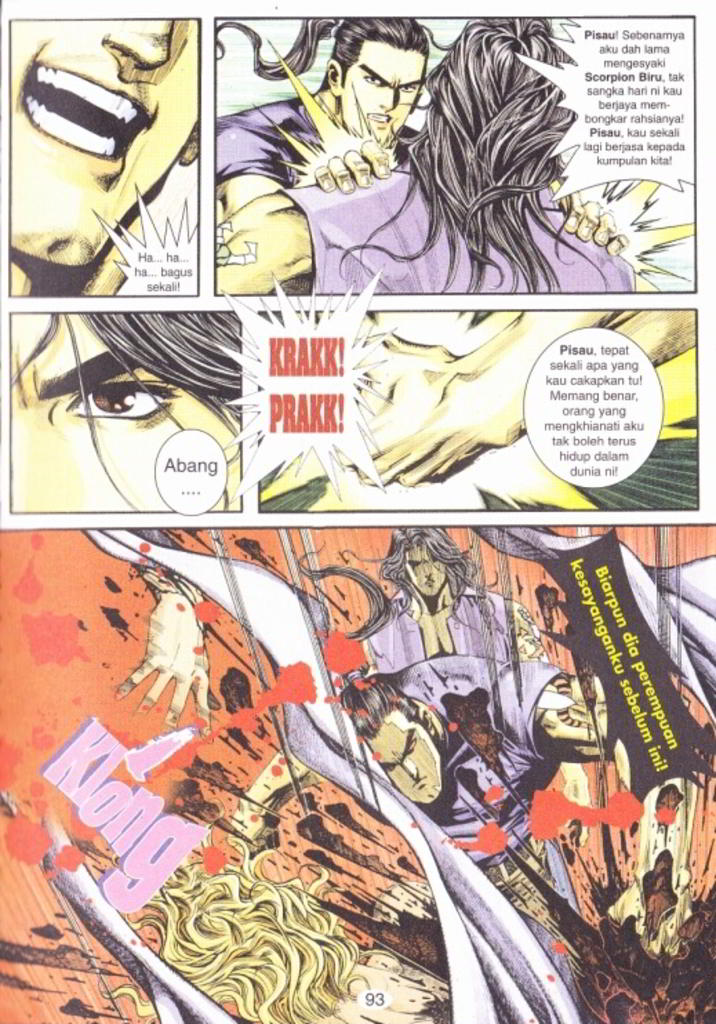 Ha... ha...
ha... bagus
sekali!
Pisau! Sebenarnya
aku dah lama
mengesyaki
Scorpion Biru, tak
sangka hari ni kau
berjaya mem-
bongkar rahsianya!
Pisau, kau sekali
lagi berjasa kepada
kumpulan kita!
Abang
....
KRAKK!
PRAKK!
Pisau, tepat
sekali apa yang
kau cakapkan tu!
Memang benar,
orang yang
mengkhianati aku
tak boleh terus
hidup dalam
dunia ni!
Biarpun dia perempuan
kesayanganku sebelum ini!
Klong
93